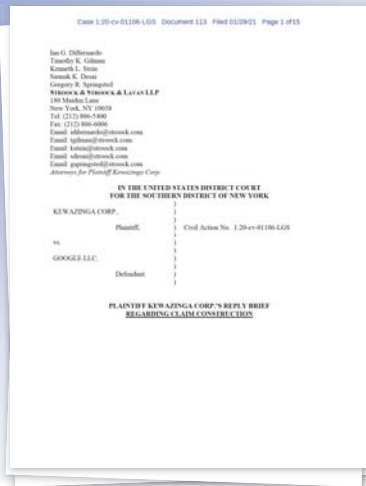 Case 1:20-cv-01106-LGS Document 113 Filed 01/29/21 Page 1 of 15
Ian G. DiBernardo
Timothy K. Gilman
Kenneth L. Stein
Saunak K. Desai
Gregory R. Springsted
STROOCK & STROOCK & LAVAN LLP
180 Maiden Lane
New York, NY 10038
Tel: (212) 806-5400
Fax: (212) 806-6006
Email: idibernardo@stroock.com
Email: tgilman@stroock.com
Email: kstein@stroock.com
Email: sdesai@stroock.com
Email: gspringsted@stroock.com
Attorneys for Plaintiff Kewazinga Corp.
IN THE UNITED STATES DISTRICT COURT
FOR THE SOUTHERN DISTRICT OF NEW YORK
KEWAZINGA CORP.,
Plaintiff,
Civil Action No. 1:20-cv-01106-LGS
vs.
GOOGLE LLC,
Defendant.
PLAINTIFF KEWAZINGA CORP.'S REPLY BRIEF
REGARDING CLAIM CONSTRUCTION